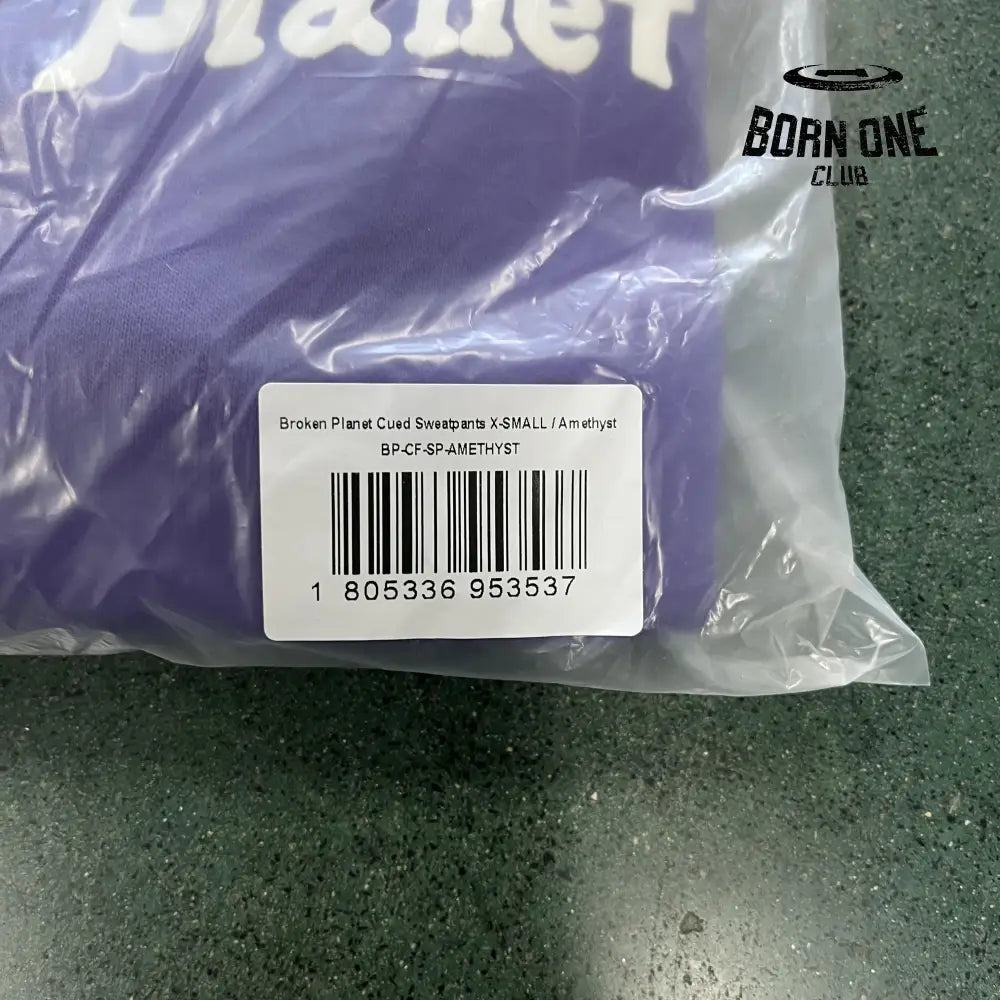 planet
BORN ONE
CLUB
Broken Planet Cued Sweatpants X-SMALL / Amethyst
BP-CF-SP-AMETHYST
1 805336 953537